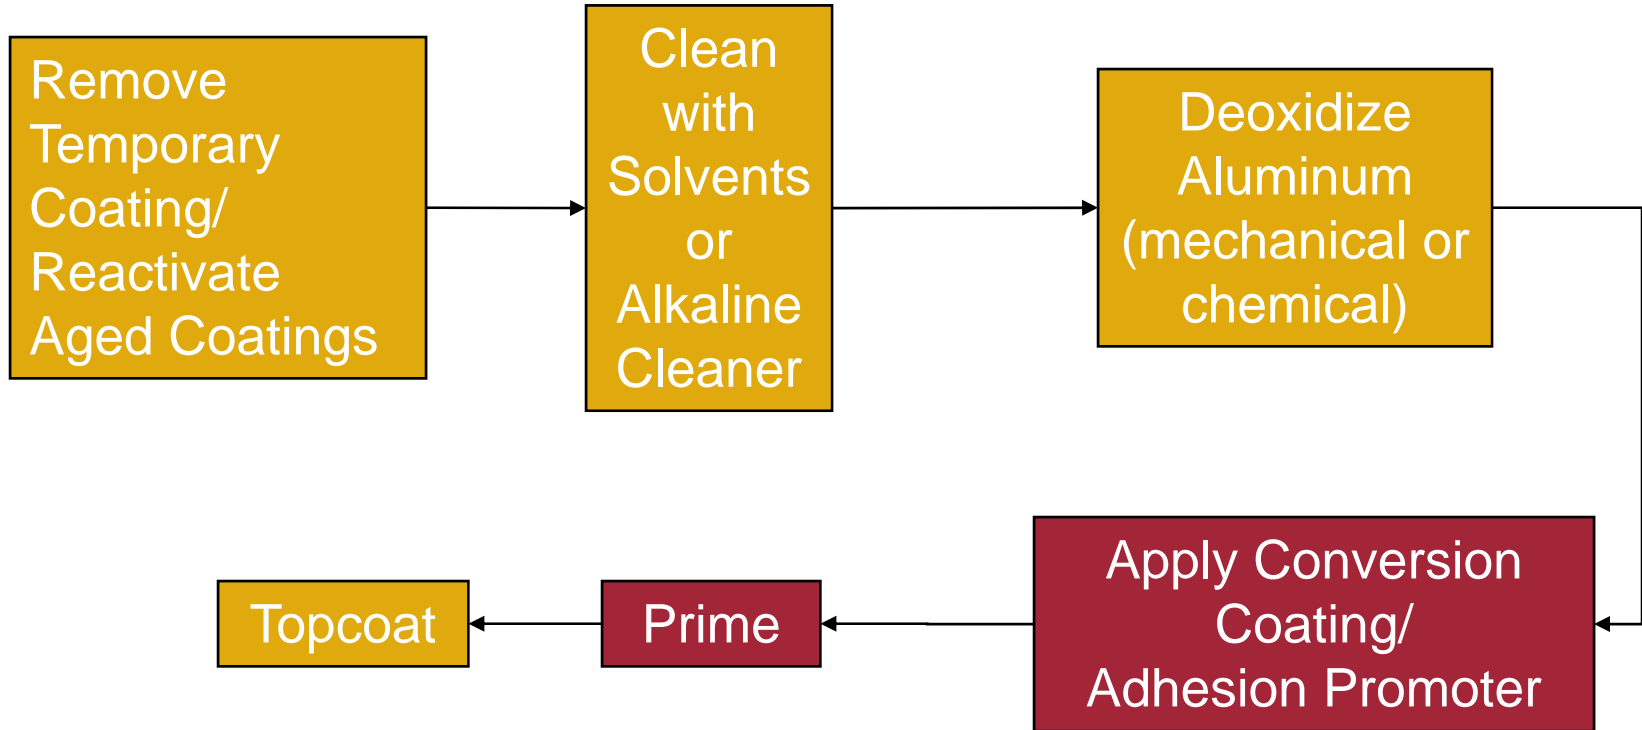 Remove
Temporary
Coating/
Reactivate
Aged Coatings
Clean
with
Solvents
or
Alkaline
Cleaner
Deoxidize
Aluminum
(mechanical or
chemical)
Apply Conversion
Coating/
Adhesion Promoter
Prime
Topcoat